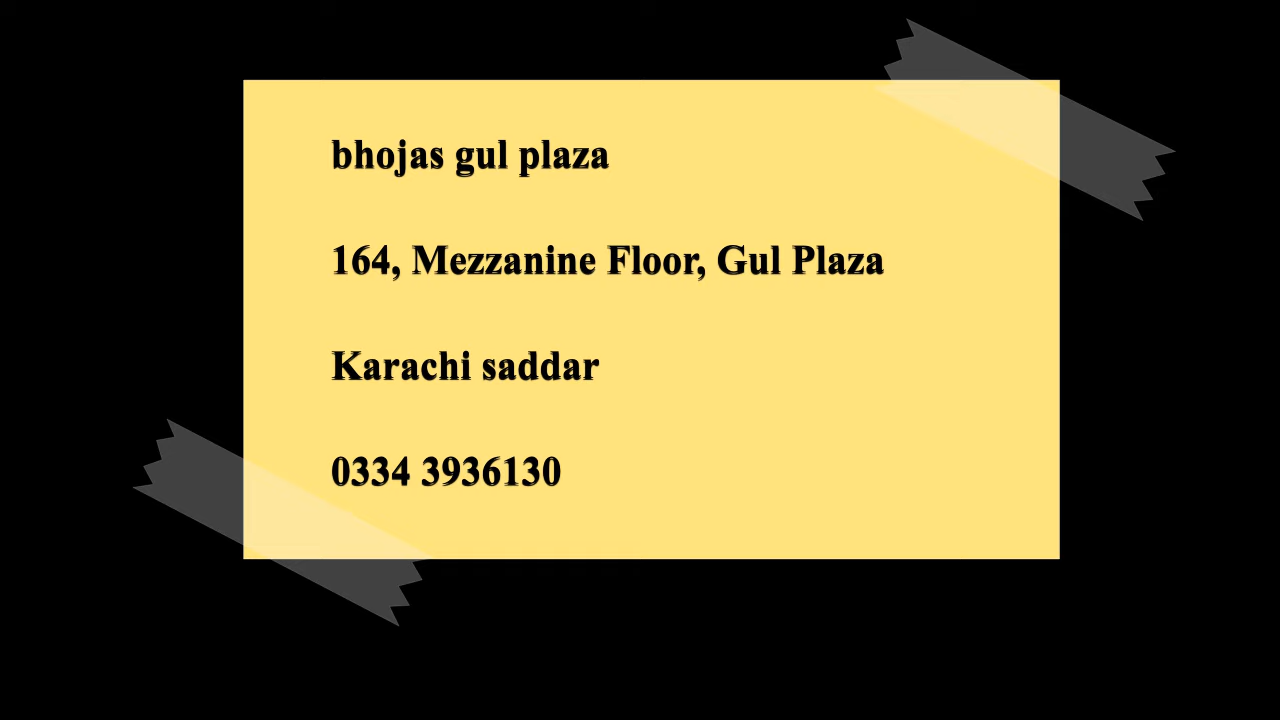 bhojas gul plaza
164, Mezzanine Floor, Gul Plaza
Karachi saddar
0334 3936130